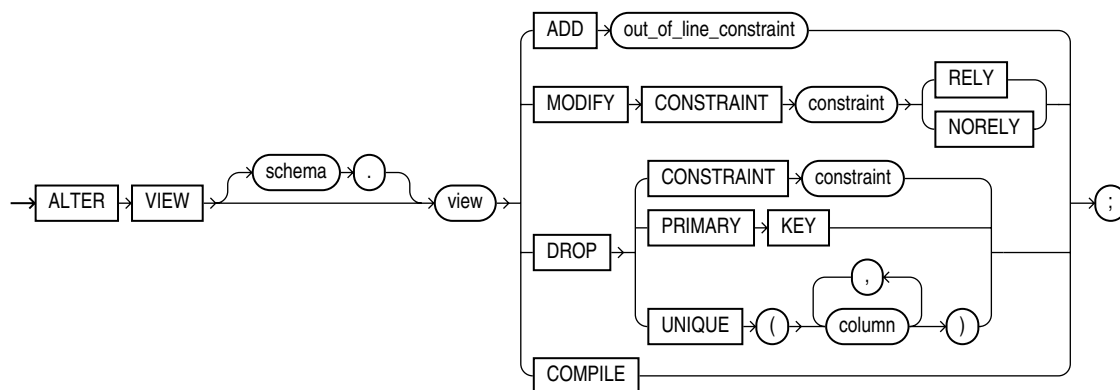 ADD out_of_line_constraint
MODIFY CONSTRAINT constraint RELY
NORELY
schema .
ALTER VIEW view ;
CONSTRAINT constraint
PRIMARY KEY
DROP
,
UNIQUE ( column )
COMPILE